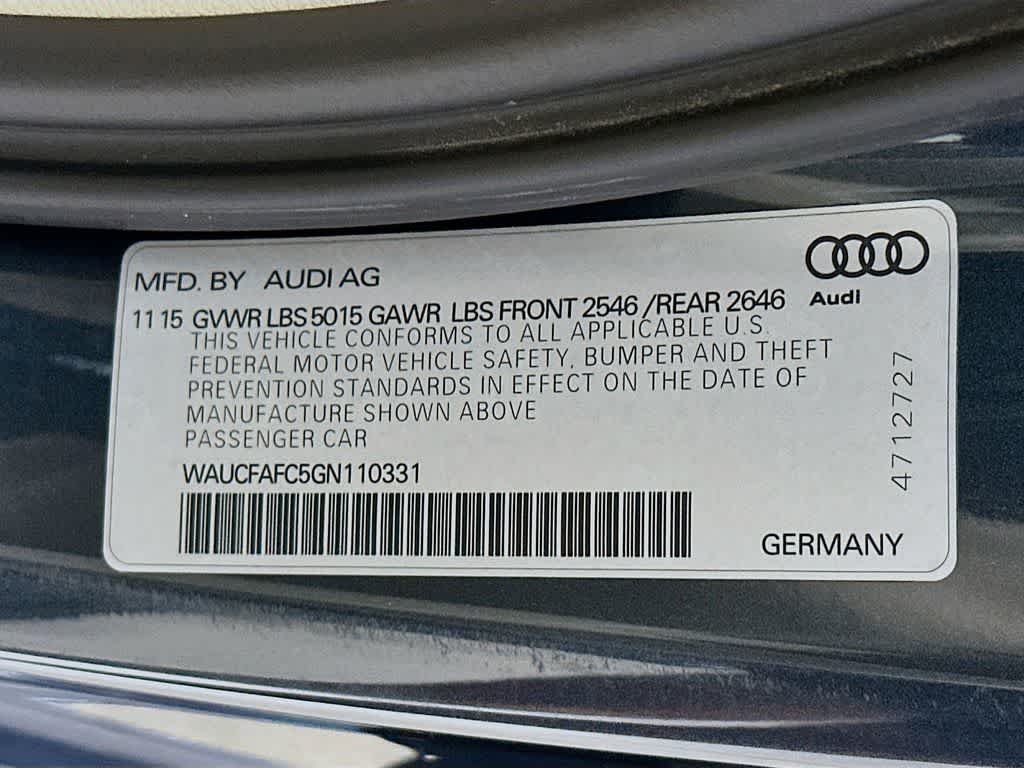 MFD. BY AUDI AG
Audi
11 15 GVWR LBS 5015 GAWR LBS FRONT 2546 /REAR 2646
THIS VEHICLE CONFORMS TO ALL APPLICABLE U.S.
FEDERAL MOTOR VEHICLE SAFETY, BUMPER AND THEFT
PREVENTION STANDARDS IN EFFECT ON THE DATE OF
MANUFACTURE SHOWN ABOVE
PASSENGER CAR
WAUCFAFC5GN110331
GERMANY
4712727